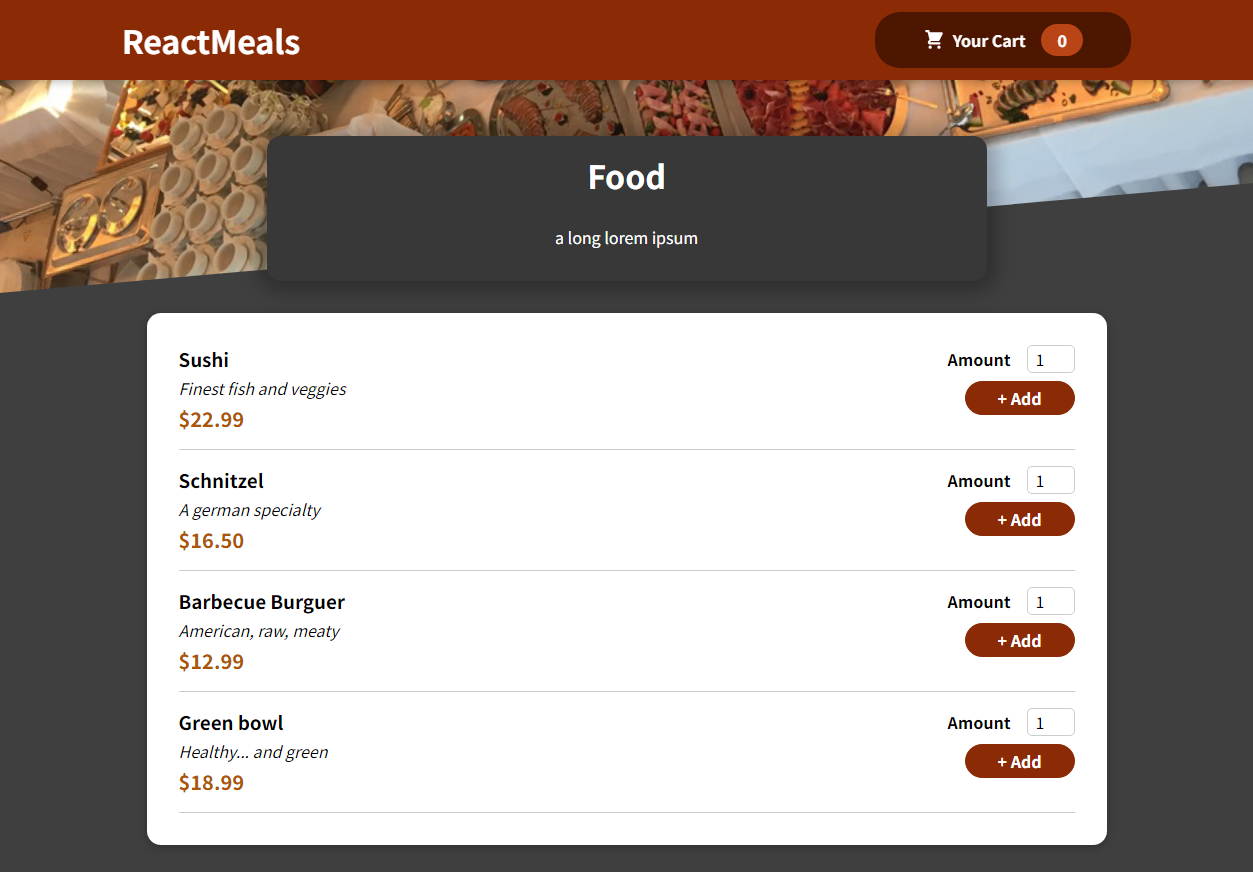 ReactMeals
Your Cart 0
Food
a long lorem ipsum
Sushi
Finest fish and veggies
$22.99
Amount 1
+ Add
Schnitzel
A german specialty
$16.50
Amount 1
+ Add
Barbecue Burguer
American, raw, meaty
$12.99
Amount 1
+ Add
Green bowl
Healthy... and green
$18.99
Amount 1
+ Add